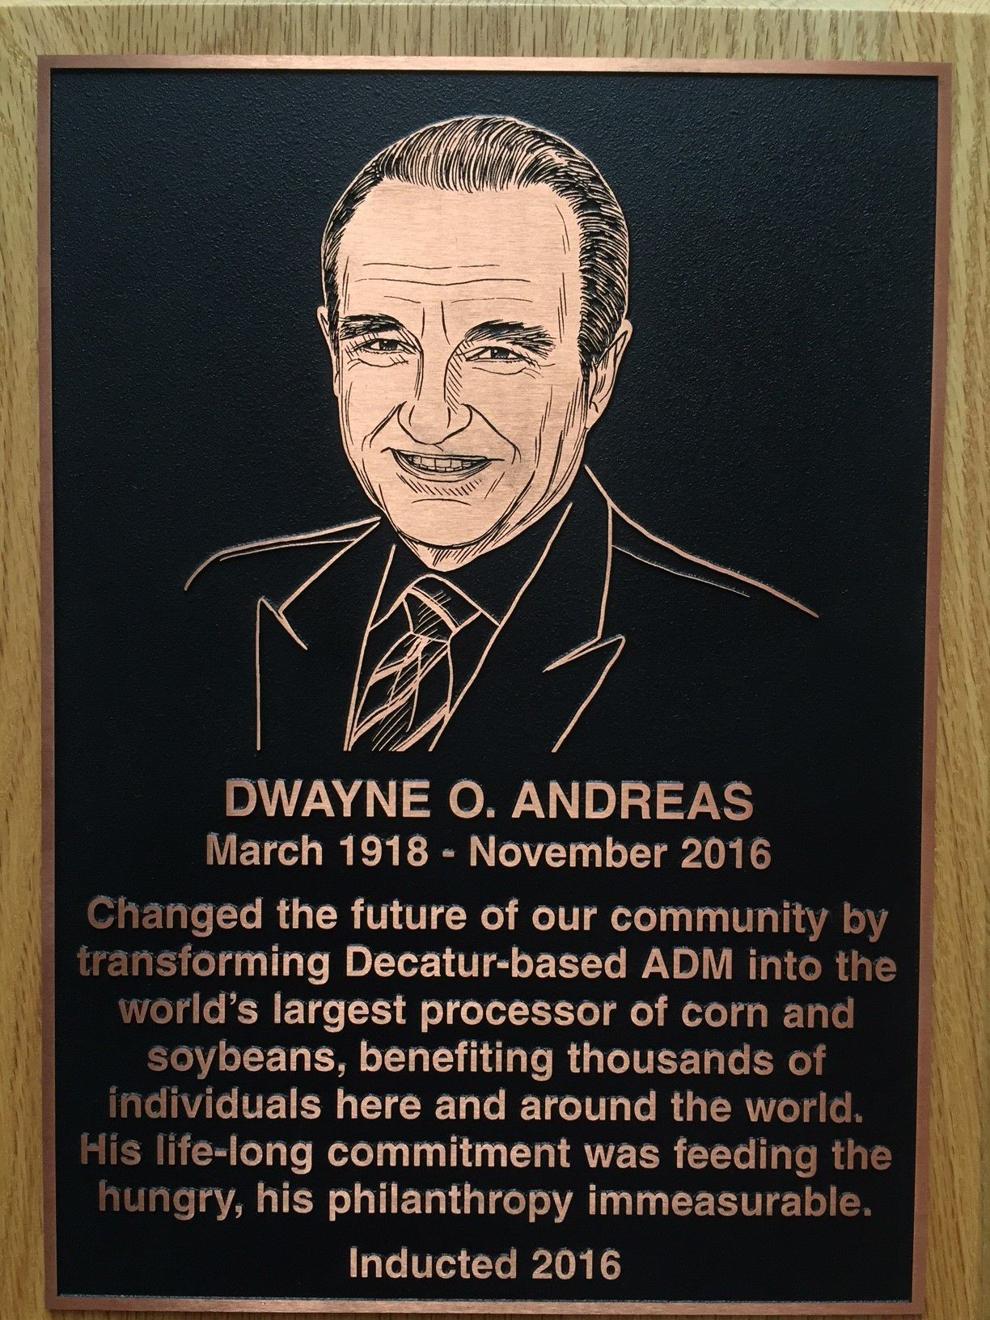 DWAYNE O. ANDREAS
March 1918 - November 2016
Changed the future of our community by
transforming Decatur-based ADM into the
world's largest processor of corn and
soybeans, benefiting thousands of
individuals here and around the world.
His life-long commitment was feeding the
hungry, his philanthropy immeasurable.
Inducted 2016